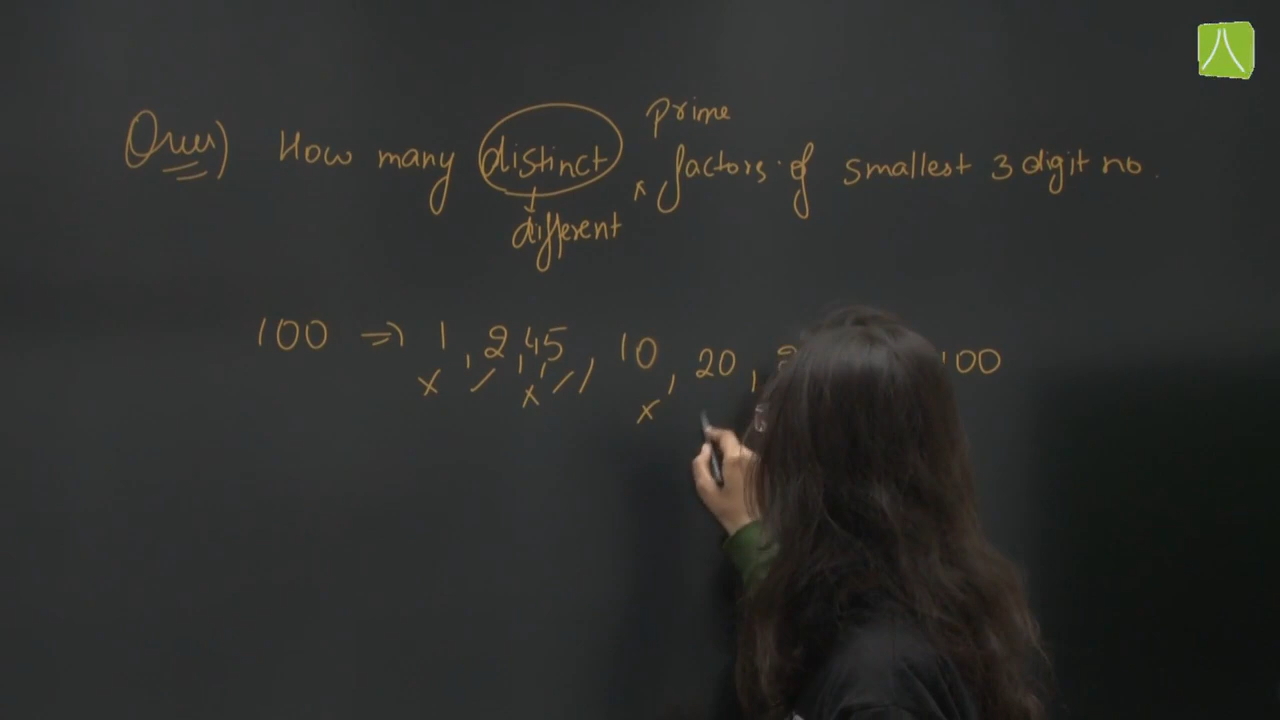 Ques) How many distinct prime factors of smallest 3 digit no.
different
100 ⇒ 1, 2, 4, 5, 10, 20, 100